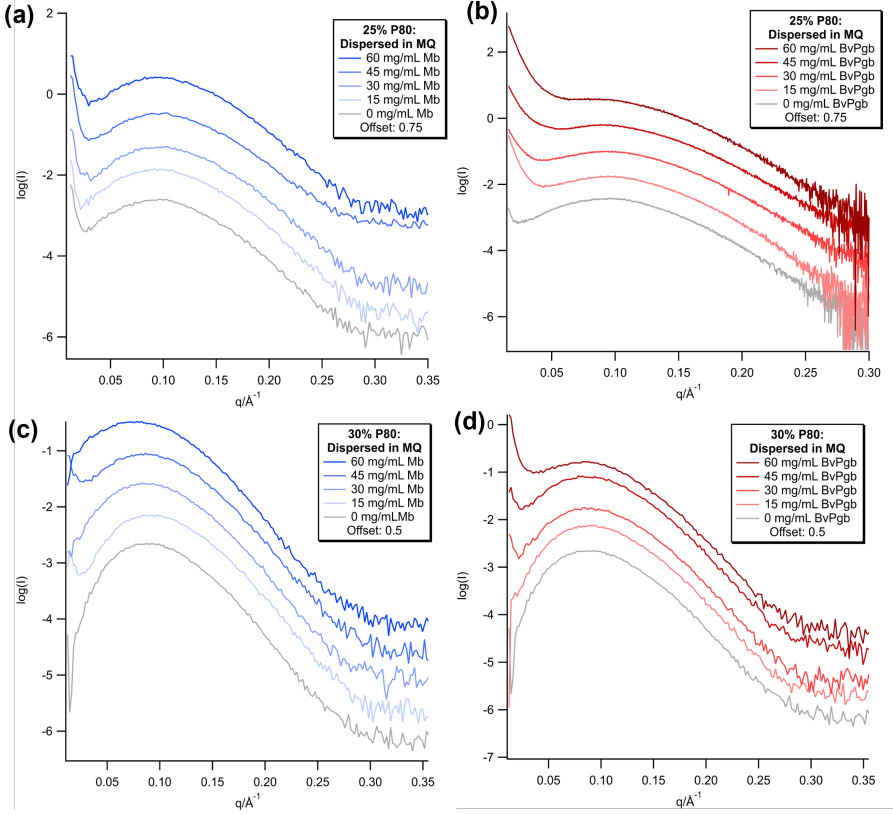 (a)
2
0
-2
-4
-6
log(I)
0.05
0.10
0.15
0.20
0.25
0.30
0.35
q/Å⁻¹
25% P80:
Dispersed in MQ
60 mg/mL Mb
45 mg/mL Mb
30 mg/mL Mb
15 mg/mL Mb
0 mg/mL Mb
Offset: 0.75
(b)
2
0
-2
-4
-6
log(I)
0.05
0.10
0.15
0.20
0.25
0.30
q/Å⁻¹
25% P80:
Dispersed in MQ
60 mg/mL BvPgb
45 mg/mL BvPgb
30 mg/mL BvPgb
15 mg/mL BvPgb
0 mg/mL BvPgb
Offset: 0.75
(c)
-1
-2
-3
-4
-5
-6
log(I)
0.05
0.10
0.15
0.20
0.25
0.30
0.35
q/Å⁻¹
30% P80:
Dispersed in MQ
60 mg/mL Mb
45 mg/mL Mb
30 mg/mL Mb
15 mg/mL Mb
0 mg/mLMb
Offset: 0.5
(d)
0
-1
-2
-3
-4
-5
-6
-7
log(I)
0.05
0.10
0.15
0.20
0.25
0.30
0.35
q/Å⁻¹
30% P80:
Dispersed in MQ
60 mg/mL BvPgb
45 mg/mL BvPgb
30 mg/mL BvPgb
15 mg/mL BvPgb
0 mg/mL BvPgb
Offset: 0.5